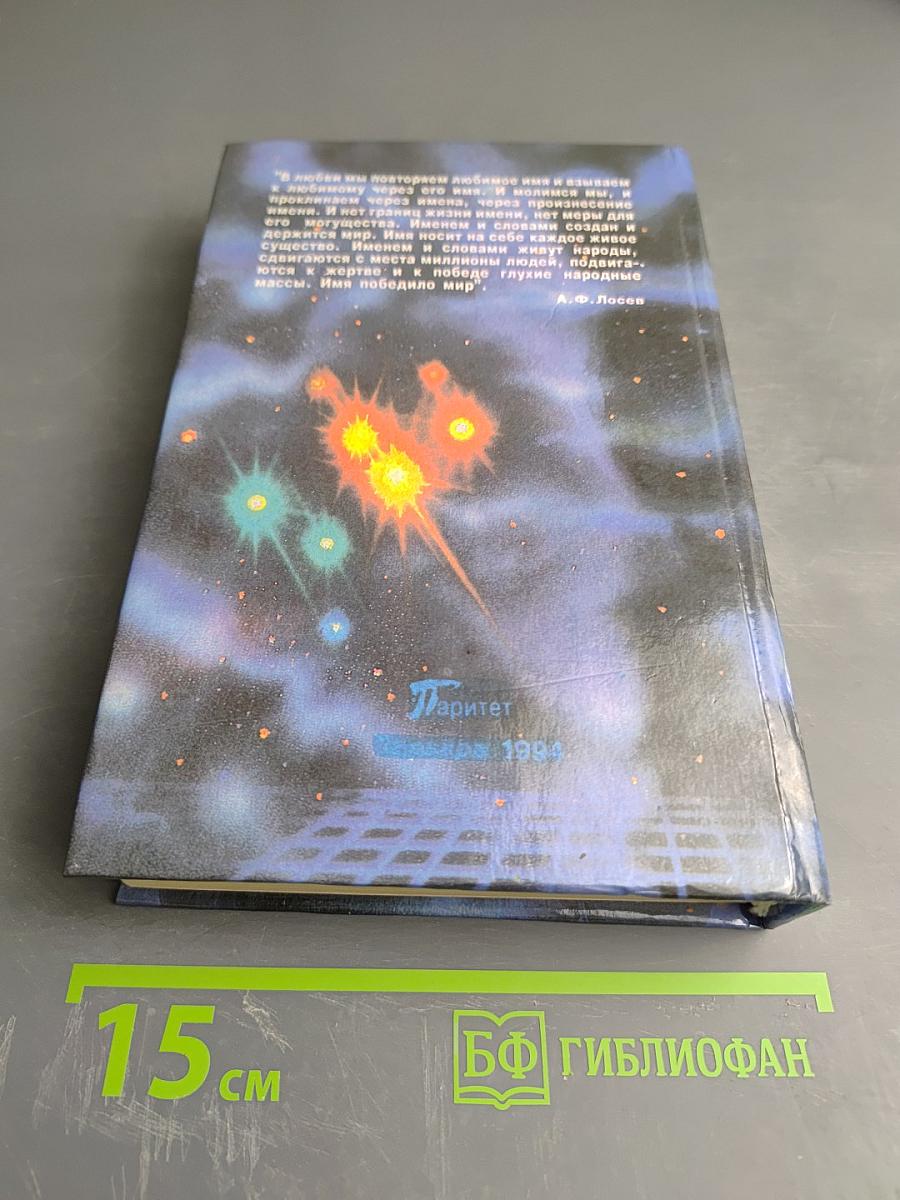 "В любви мы повторяем любимое имя и взываем
к любимому через его имя. И молимся мы, и
проклинаем через имена, через произнесение
имени. И нет границ жизни имени, нет меры для
его могущества. Именем и словами создан и
держится мир. Имя носит на себе каждое живое
существо. Именем и словами живут народы,
сдвигаются с места миллионы людей, подвига-
ются к жертве и к победе глухие народные
массы. Имя победило мир".
А.Ф.Лосев
Паритет
1994
15 см
БФ ГИБЛИОФАН